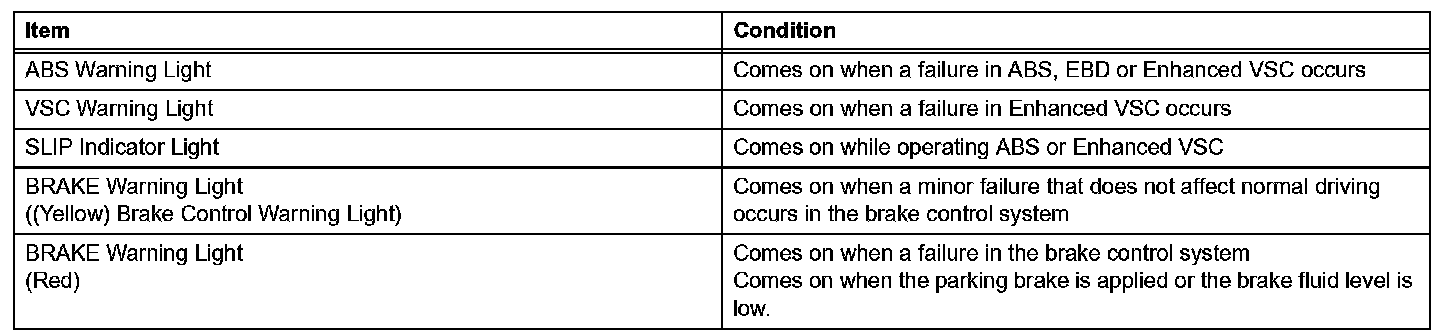 Item Condition
ABS Warning Light Comes on when a failure in ABS, EBD or Enhanced VSC occurs
VSC Warning Light Comes on when a failure in Enhanced VSC occurs
SLIP Indicator Light Comes on while operating ABS or Enhanced VSC
BRAKE Warning Light
((Yellow) Brake Control Warning Light)
Comes on when a minor failure that does not affect normal driving
occurs in the brake control system
BRAKE Warning Light
(Red)
Comes on when a failure in the brake control system
Comes on when the parking brake is applied or the brake fluid level is
low.